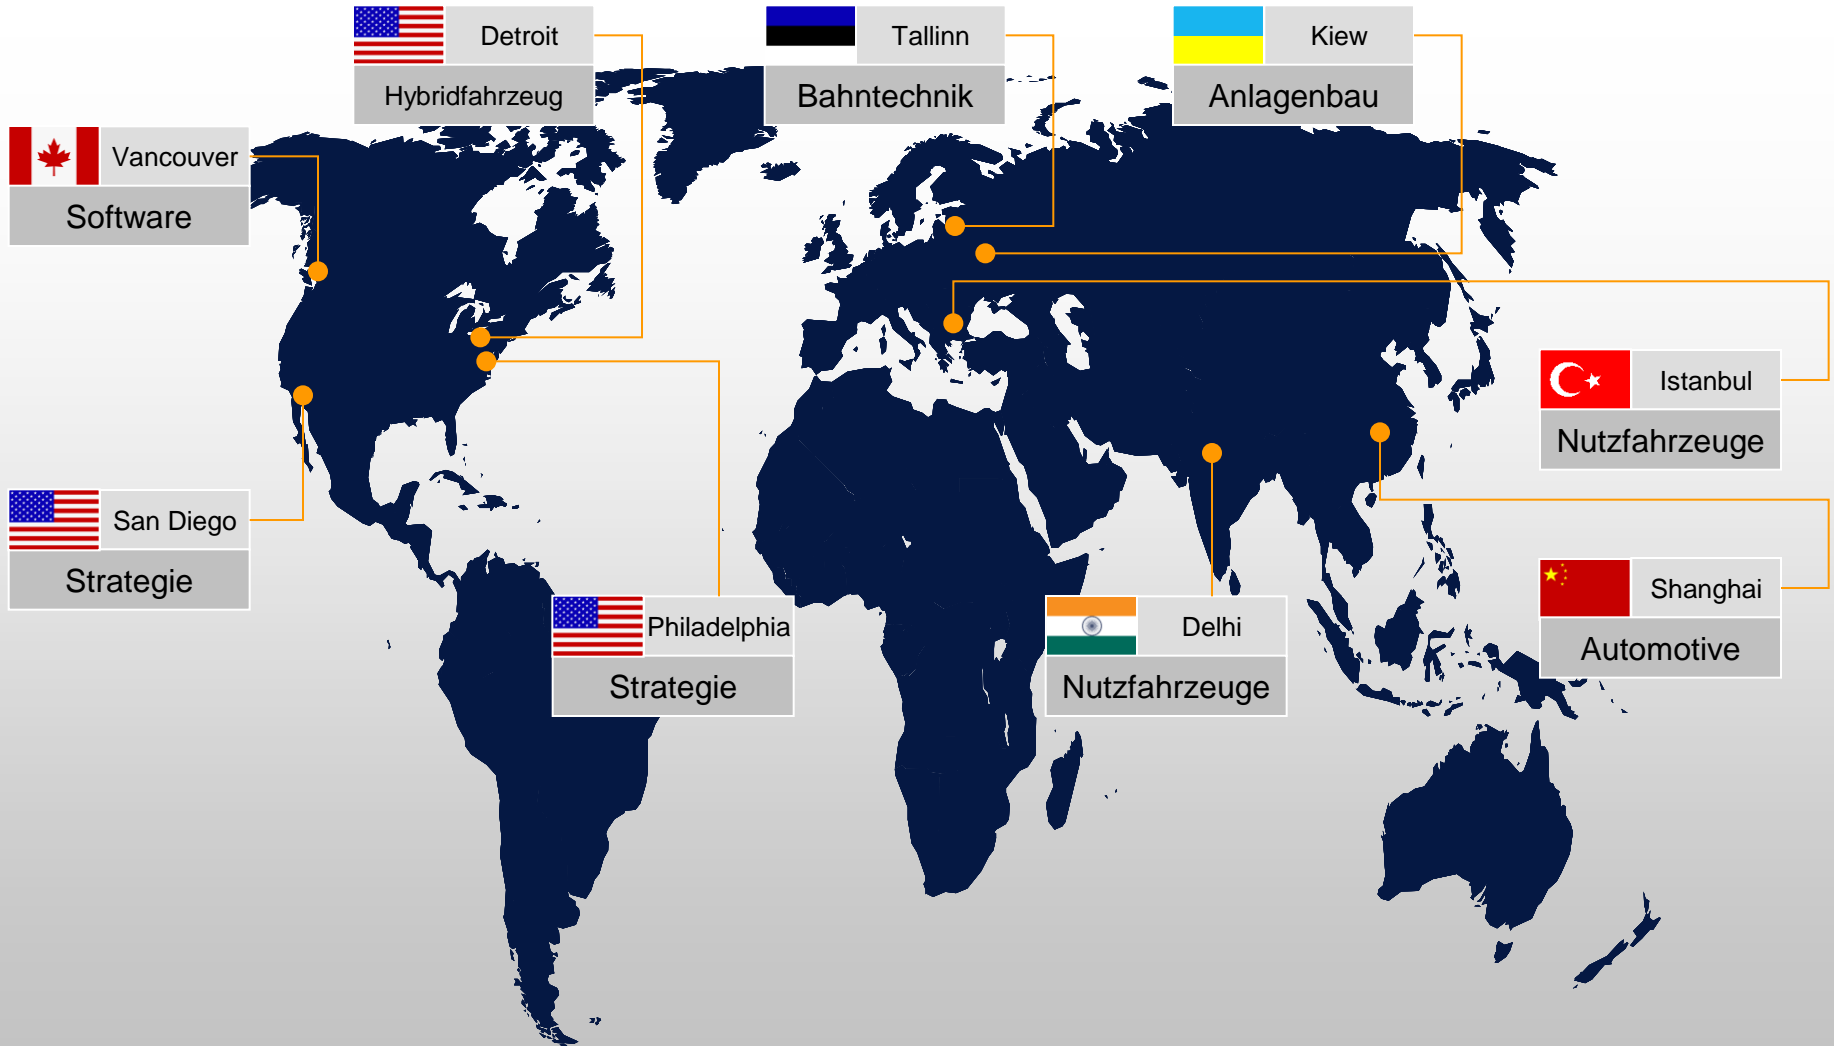 Detroit
Hybridfahrzeug
Tallinn
Bahntechnik
Kiew
Anlagenbau
Vancouver
Software
Istanbul
Nutzfahrzeuge
San Diego
Strategie
Shanghai
Automotive
Philadelphia
Strategie
Delhi
Nutzfahrzeuge